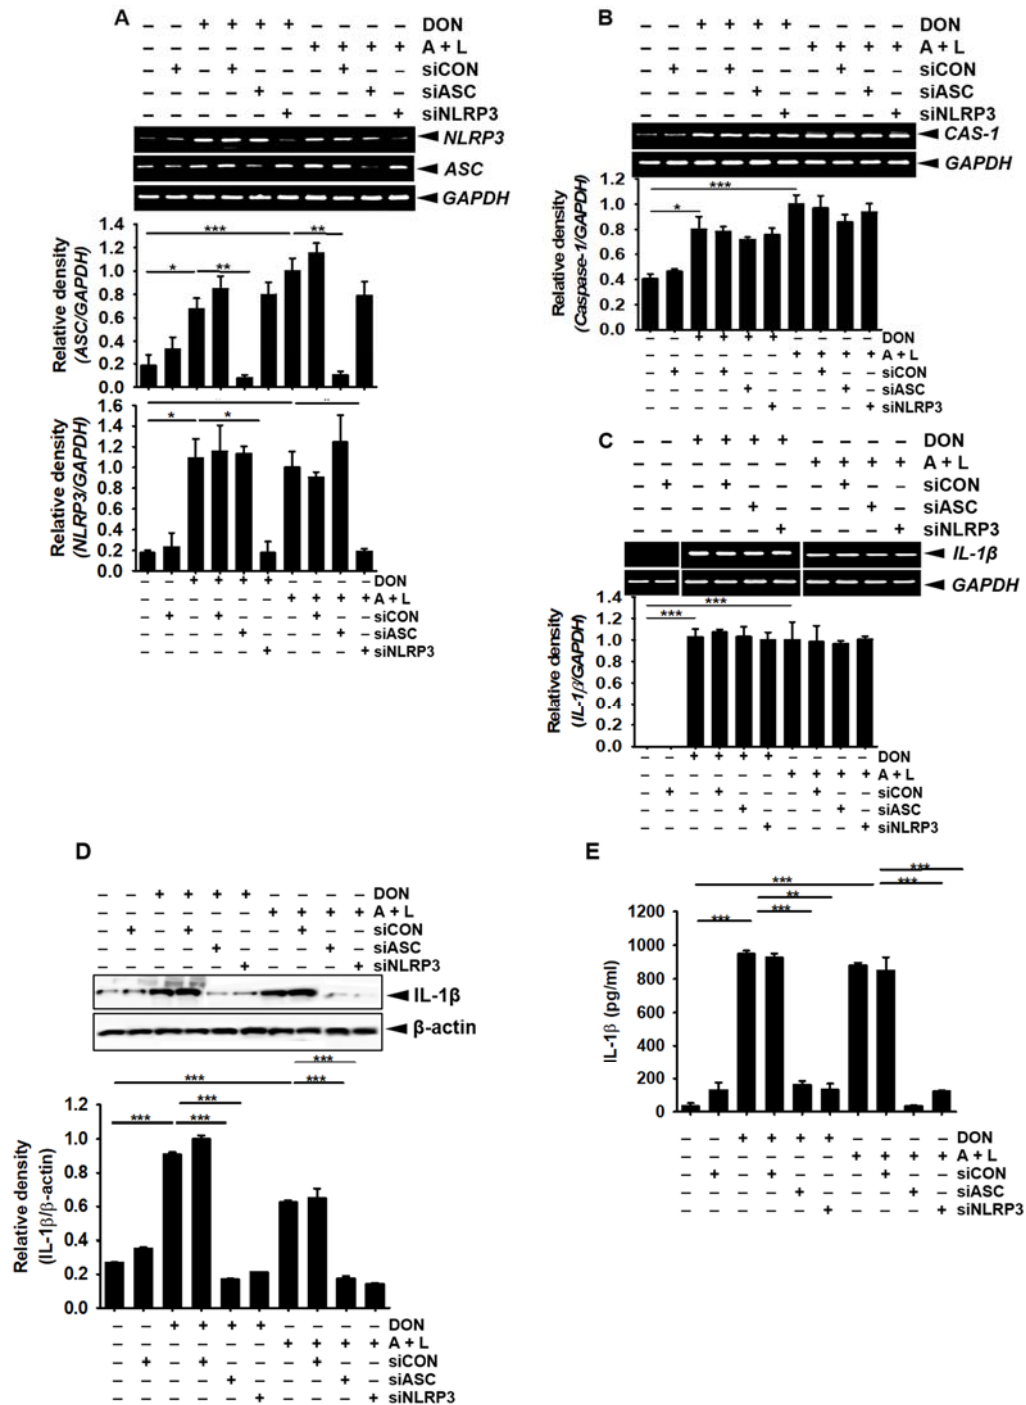 A
– – + + + + – – – – DON
– – – – – – + + + + A + L
– + – + – – – + – – siCON
– – – – + – – – + – siASC
– – – – – + – – – + siNLRP3
NLRP3
ASC
GAPDH
Relative density
(ASC/GAPDH)
1.4
1.2
1.0
0.8
0.6
0.4
0.2
0.0
***
**
*
**
Relative density
(NLRP3/GAPDH)
1.6
1.4
1.2
1.0
0.8
0.6
0.4
0.2
0.0
*
*
– – + + + + – – – – DON
– – – – – – + + + + A + L
– + – + – – – + – – siCON
– – – – + – – – + – siASC
– – – – – + – – – + siNLRP3
B
– – + + + + – – – – DON
– – – – – – + + + + A + L
– + – + – – – + – – siCON
– – – – + – – – + – siASC
– – – – – + – – – + siNLRP3
CAS-1
GAPDH
Relative density
(Caspase-1/GAPDH)
1.2
1.0
0.8
0.6
0.4
0.2
0.0
***
*
– – + + + + – – – – DON
– – – – – – + + + + A + L
– + – + – – – + – – siCON
– – – – + – – – + – siASC
– – – – – + – – – + siNLRP3
C
– – + + + + – – – – DON
– – – – – – + + + + A + L
– + – + – – – + – – siCON
– – – – + – – – + – siASC
– – – – – + – – – + siNLRP3
IL-1β
GAPDH
Relative density
(IL-1β/GAPDH)
1.4
1.2
1.0
0.8
0.6
0.4
0.2
0.0
***
***
– – + + + + – – – – DON
– – – – – – + + + + A + L
– + – + – – – + – – siCON
– – – – + – – – + – siASC
– – – – – + – – – + siNLRP3
D
– – + + + + – – – – DON
– – – – – – + + + + A + L
– + – + – – – + – – siCON
– – – – + – – – + – siASC
– – – – – + – – – + siNLRP3
IL-1β
β-actin
Relative density
(IL-1β/β-actin)
1.2
1.0
0.8
0.6
0.4
0.2
0.0
***
***
***
***
***
***
– – + + + + – – – – DON
– – – – – – + + + + A + L
– + – + – – – + – – siCON
– – – – + – – – + – siASC
– – – – – + – – – + siNLRP3
E
IL-1β (pg/ml)
1200
1000
800
600
400
200
0
***
***
***
**
***
***
– – + + + + – – – – DON
– – – – – – + + + + A + L
– + – + – – – + – – siCON
– – – – + – – – + – siASC
– – – – – + – – – + siNLRP3